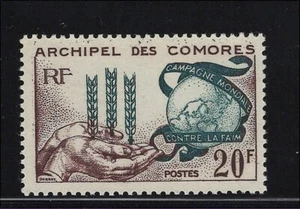 ARCHIPEL DES COMORES
RF
CAMPAGNE MONDIALE
CONTRE LA FAIM
20F
POSTES